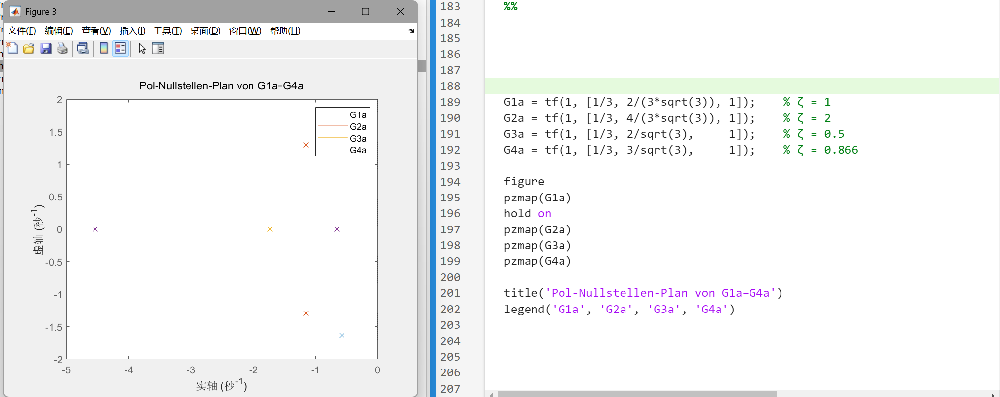 Figure 3
文件(F) 编辑(E) 查看(V) 插入(I) 工具(T) 桌面(D) 窗口(W) 帮助(H)
Pol-Nullstellen-Plan von G1a–G4a
G1a
G2a
G3a
G4a
2
1.5
1
0.5
0
-0.5
-1
-1.5
-2
虚轴 (秒-1)
-5 -4 -3 -2 -1 0
实轴 (秒-1)
183 %%
184
185
186
187
188
189 G1a = tf(1, [1/3, 2/(3*sqrt(3)), 1]); % ζ = 1
190 G2a = tf(1, [1/3, 4/(3*sqrt(3)), 1]); % ζ ≈ 2
191 G3a = tf(1, [1/3, 2/sqrt(3), 1]); % ζ ≈ 0.5
192 G4a = tf(1, [1/3, 3/sqrt(3), 1]); % ζ ≈ 0.866
193
194 figure
195 pzmap(G1a)
196 hold on
197 pzmap(G2a)
198 pzmap(G3a)
199 pzmap(G4a)
200
201 title('Pol-Nullstellen-Plan von G1a–G4a')
202 legend('G1a', 'G2a', 'G3a', 'G4a')
203
204
205
206
207